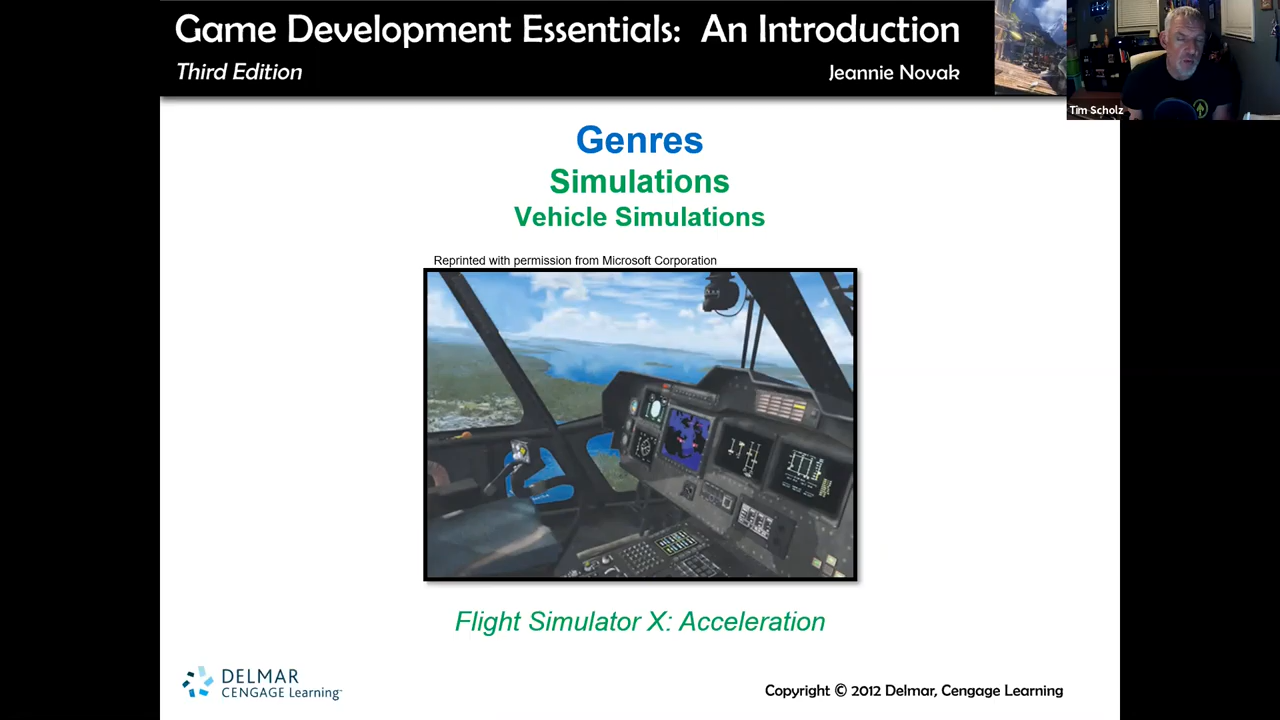 Game Development Essentials: An Introduction
Third Edition
Jeannie Novak
Tim Scholz
Genres
Simulations
Vehicle Simulations
Reprinted with permission from Microsoft Corporation
Flight Simulator X: Acceleration
DELMAR
CENGAGE Learning™
Copyright © 2012 Delmar, Cengage Learning